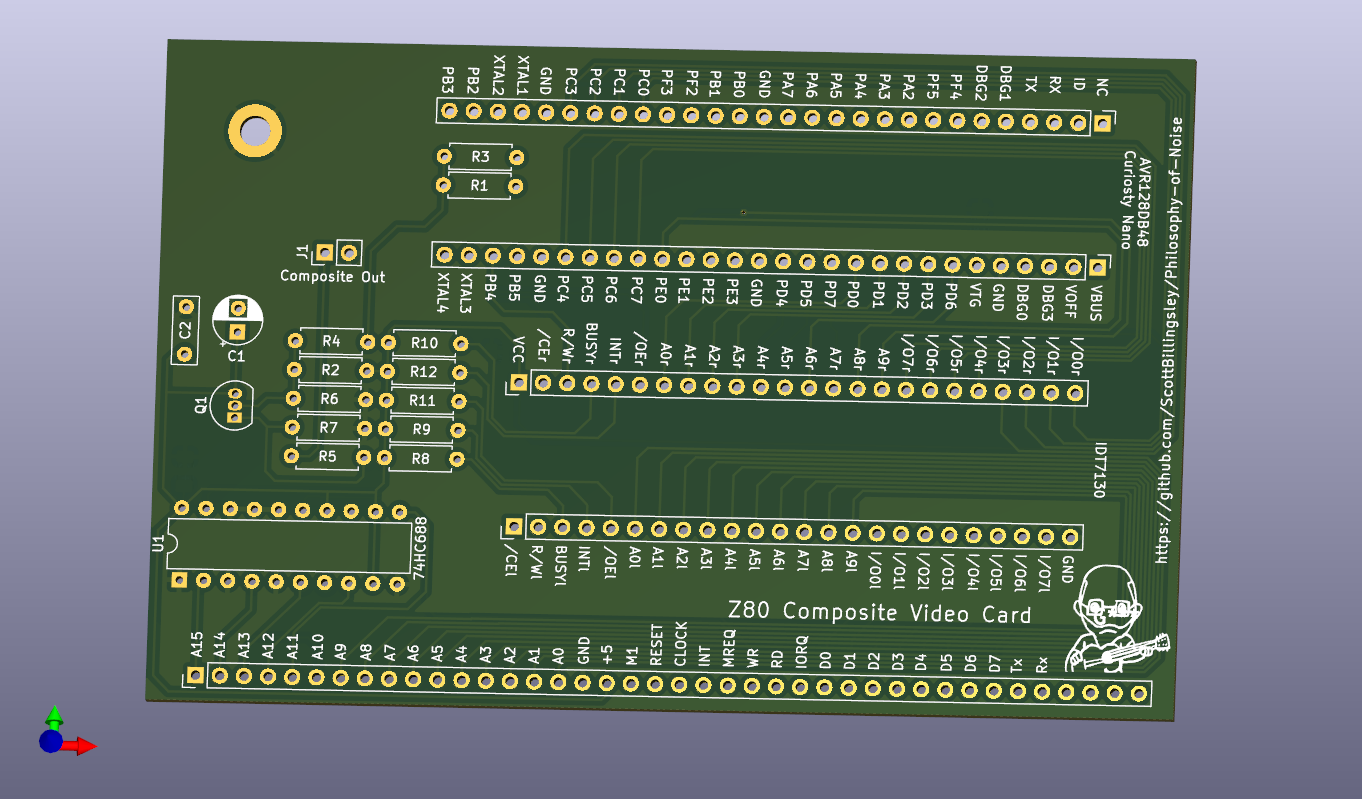 PB3 PB2 XTAL2 XTAL1 GND PC3 PC2 PC1 PC0 PF3 PF2 PB1 PB0 GND PA7 PA6 PA5 PA4 PA3 PA2 PF5 PF4 DBG2 DBG1 TX RX ID NC
R3
R1
AVR128DB48
Curiosty Nano
https://github.com/ScottBillingsley/Philosophy-of-Noise
J1
Composite Out
XTAL4 XTAL3 PB4 PB5 GND PC4 PC5 PC6 PC7 PE0 PE1 PE2 PE3 GND PD4 PD5 PD7 PD0 PD1 PD2 PD3 PD6 VTG GND DBG0 DBG3 VOFF VBUS
C2
+
C1
Q1
R4 R10
R2 R12
R6 R11
R7 R9
R5 R8
VCC /CEr R/Wr BUSYr INTr /OEr A0r A1r A2r A3r A4r A5r A6r A7r A8r A9r I/O7r I/O6r I/O5r I/O4r I/O3r I/O2r I/O1r I/O0r
IDT7130
U1
74HC688
/CEl R/Wl BUSYl INTl /OEl A0l A1l A2l A3l A4l A5l A6l A7l A8l A9l I/O0l I/O1l I/O2l I/O3l I/O4l I/O5l I/O6l I/O7l GND
Z80 Composite Video Card
A15 A14 A13 A12 A11 A10 A9 A8 A7 A6 A5 A4 A3 A2 A1 A0 GND +5 M1 RESET CLOCK INT MREQ WR RD IORQ D0 D1 D2 D3 D4 D5 D6 D7 Tx Rx